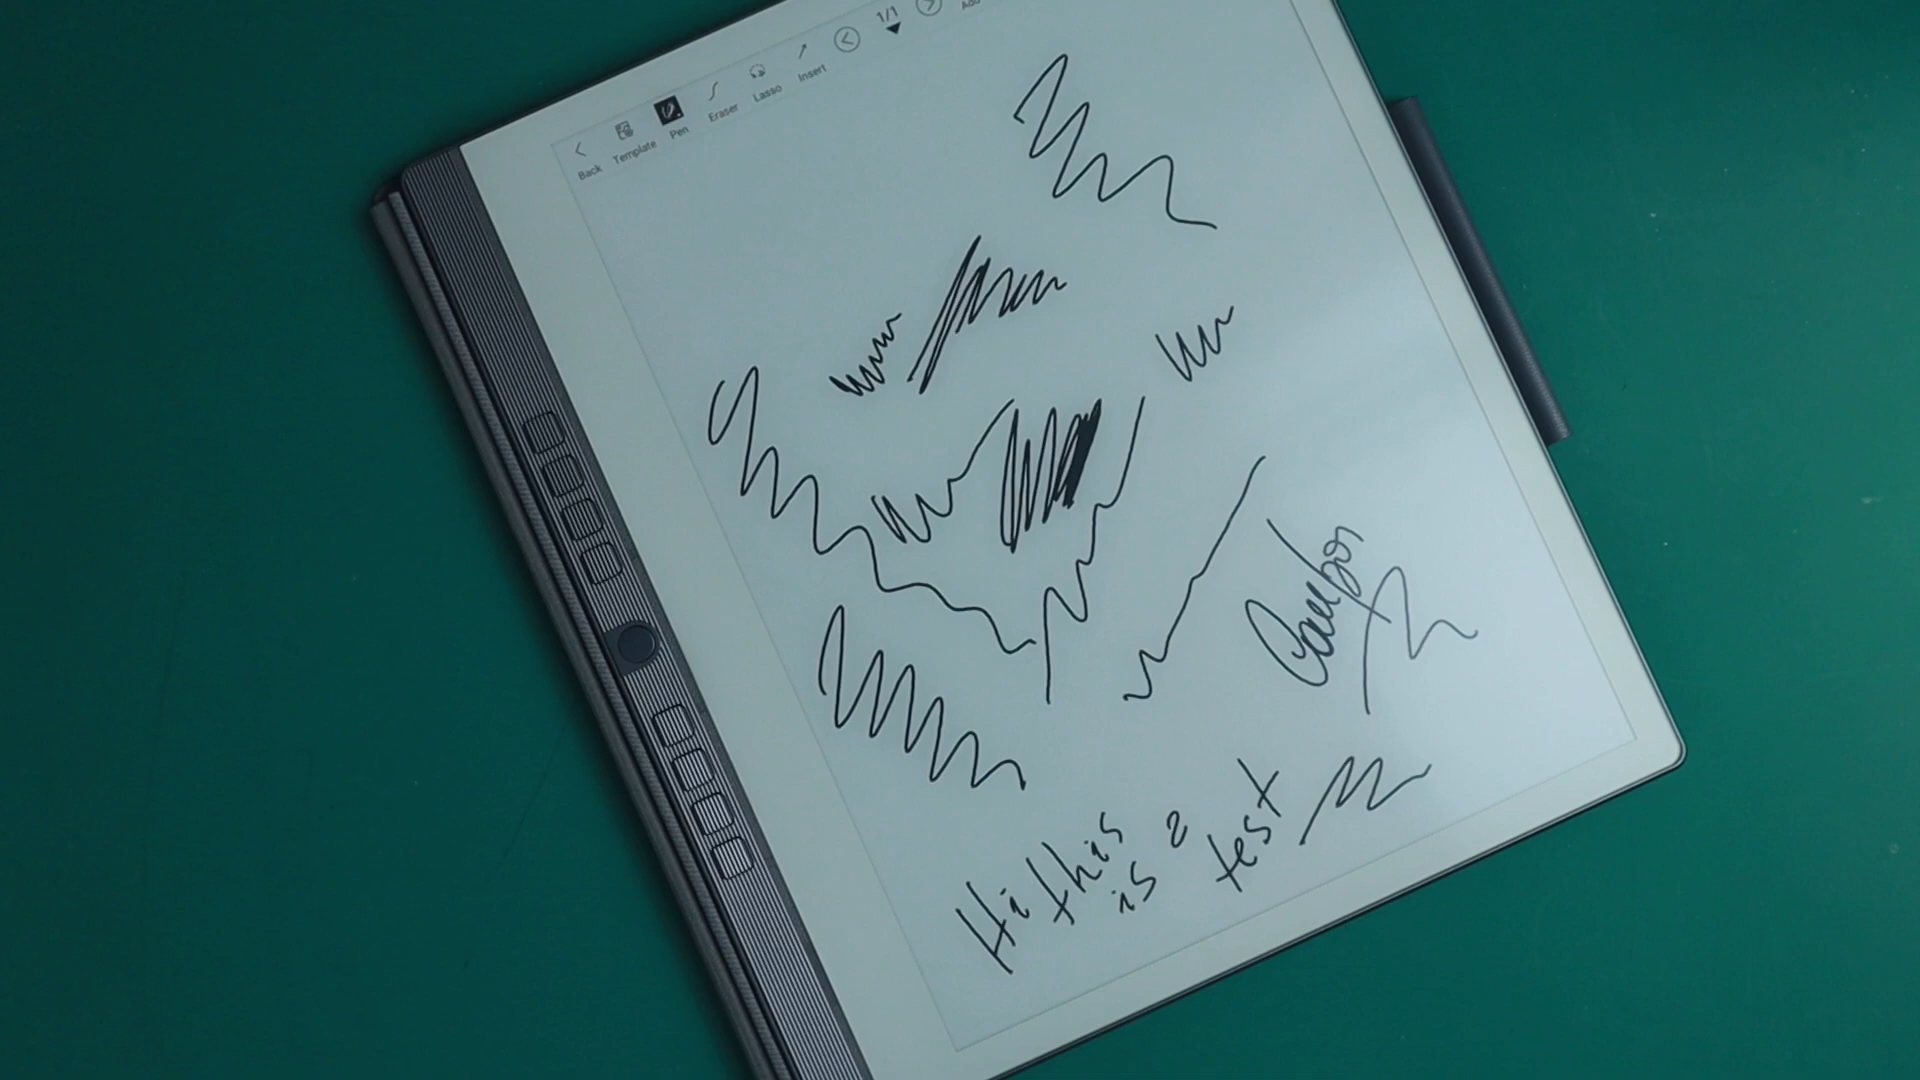 Back Template Pen Eraser Lasso Insert 1/1
Hi this
is a
test